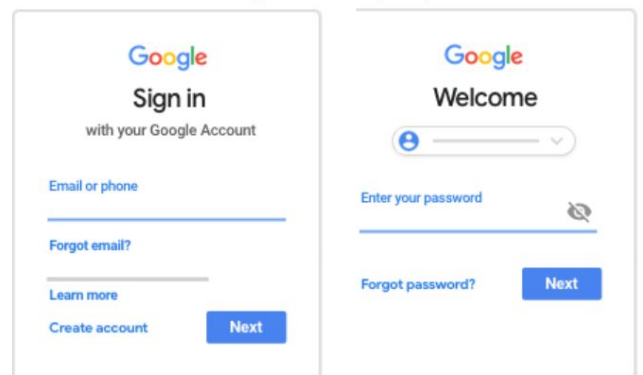 Google
Sign in
with your Google Account
Email or phone
Forgot email?
Learn more
Create account
Next
Google
Welcome
Enter your password
Forgot password?
Next